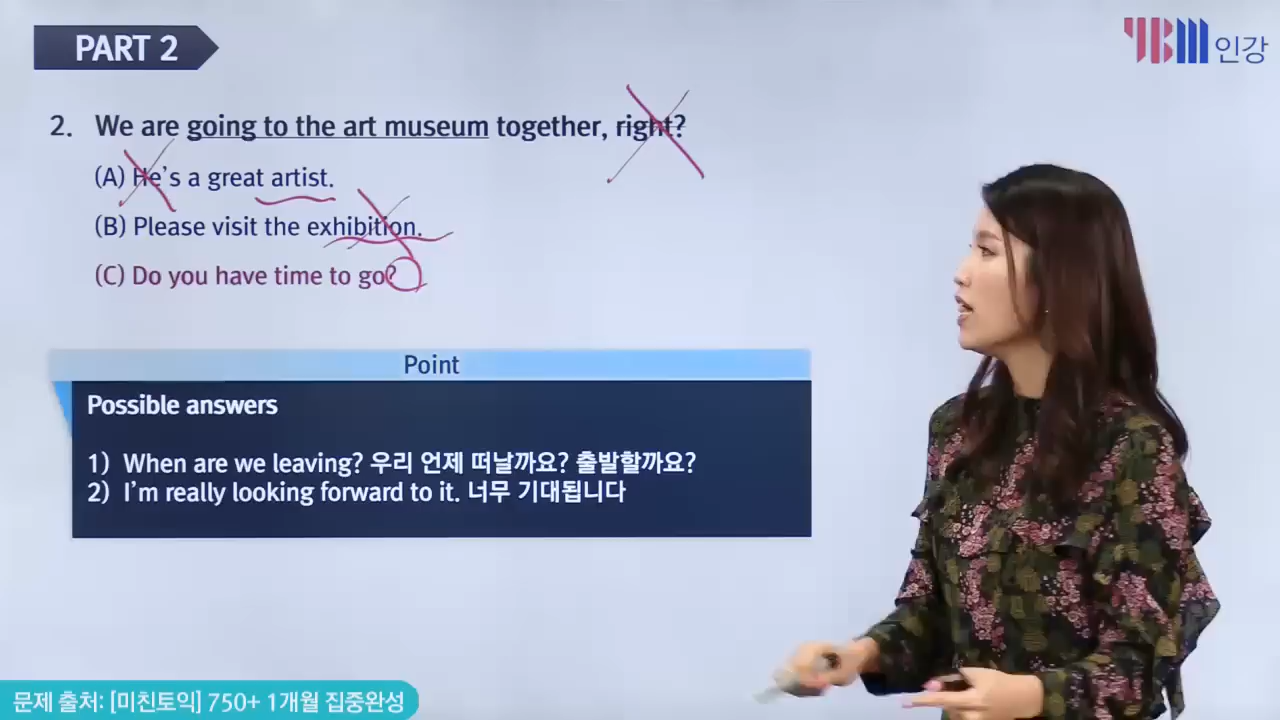 PART 2
YBM 인강
2. We are going to the art museum together, right?
(A) He's a great artist.
(B) Please visit the exhibition.
(C) Do you have time to go?
Point
Possible answers
1) When are we leaving? 우리 언제 떠날까요? 출발할까요?
2) I'm really looking forward to it. 너무 기대됩니다
문제 출처: [미친토익] 750+ 1개월 집중완성